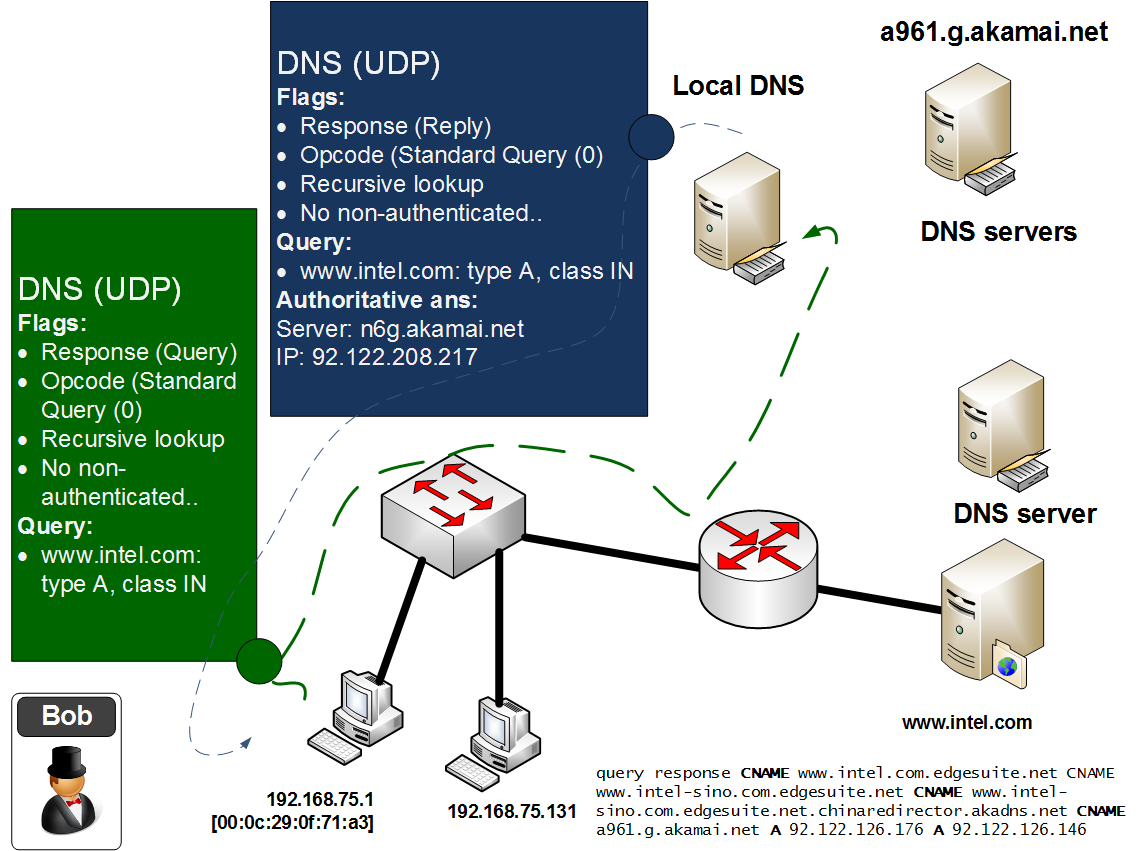 DNS (UDP)
Flags:
• Response (Reply)
• Opcode (Standard Query (0)
• Recursive lookup
• No non-authenticated..
Query:
• www.intel.com: type A, class IN
Authoritative ans:
Server: n6g.akamai.net
IP: 92.122.208.217
Local DNS
a961.g.akamai.net
DNS servers
DNS (UDP)
Flags:
• Response (Query)
• Opcode (Standard
Query (0)
• Recursive lookup
• No non-
authenticated..
Query:
• www.intel.com:
type A, class IN
DNS server
www.intel.com
Bob
192.168.75.1
[00:0c:29:0f:71:a3]
192.168.75.131
query response CNAME www.intel.com.edgesuite.net CNAME
www.intel-sino.com.edgesuite.net CNAME www.intel-
sino.com.edgesuite.net.chinaredirector.akadns.net CNAME
a961.g.akamai.net A 92.122.126.176 A 92.122.126.146